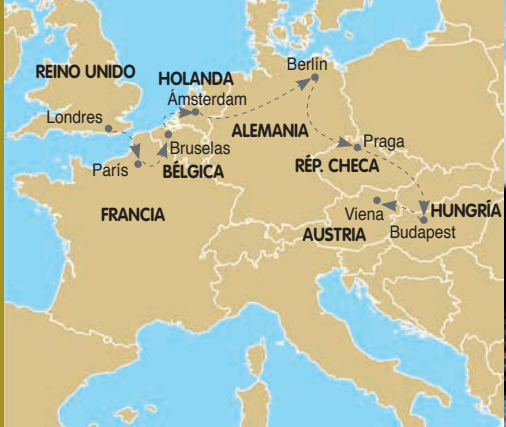 REINO UNIDO
HOLANDA
Berlín
Ámsterdam
Londres
ALEMANIA
Bruselas
Praga
París
BÉLGICA
RÉP. CHECA
FRANCIA
Viena
HUNGRÍA
AUSTRIA
Budapest